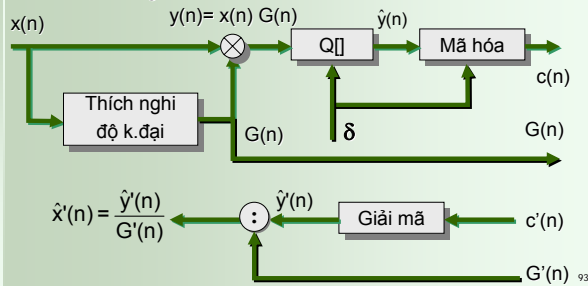 x(n)
y(n)= x(n) G(n)
Q[]
ŷ(n)
Mã hóa
c(n)
Thích nghi
độ k.đại
G(n)
δ
G(n)
x̂'(n) = ŷ'(n) / G'(n)
:
ŷ'(n)
Giải mã
c’(n)
G’(n)
93